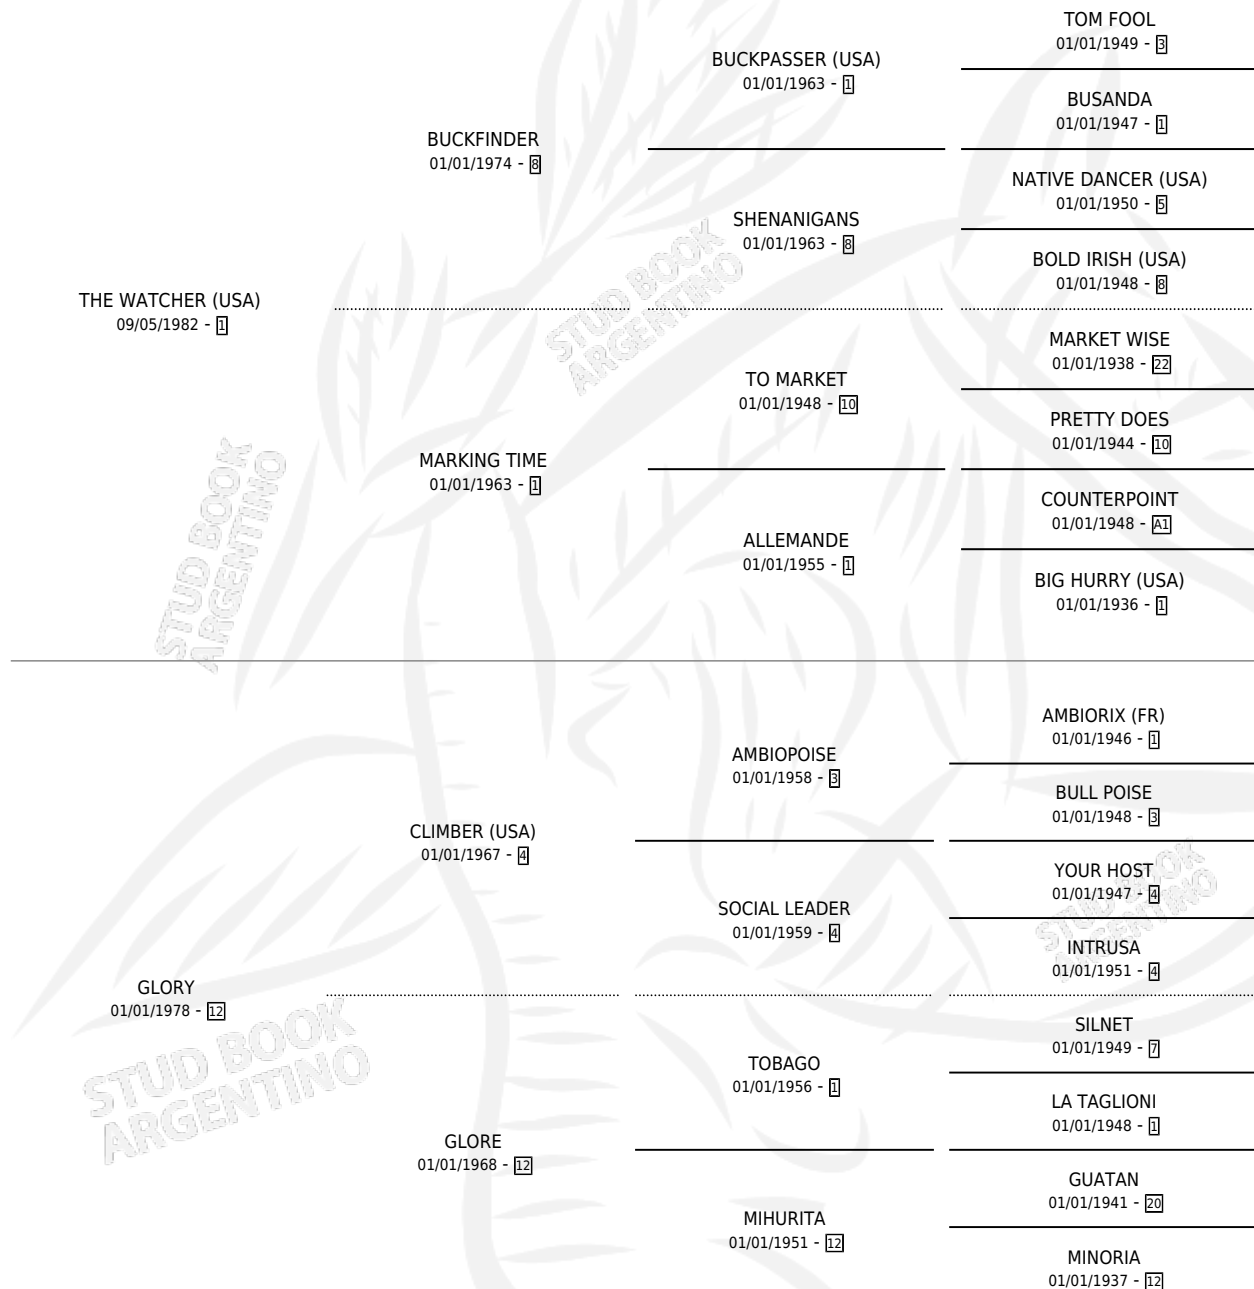 TOM FOOL
01/01/1949 - 3
BUCKPASSER (USA)
01/01/1963 - 1
BUSANDA
01/01/1947 - 1
BUCKFINDER
01/01/1974 - 8
NATIVE DANCER (USA)
01/01/1950 - 5
SHENANIGANS
01/01/1963 - 8
BOLD IRISH (USA)
01/01/1948 - 8
THE WATCHER (USA)
09/05/1982 - 1
MARKET WISE
01/01/1938 - 22
TO MARKET
01/01/1948 - 10
PRETTY DOES
01/01/1944 - 10
MARKING TIME
01/01/1963 - 1
COUNTERPOINT
01/01/1948 - A1
ALLEMANDE
01/01/1955 - 1
BIG HURRY (USA)
01/01/1936 - 1
AMBIORIX (FR)
01/01/1946 - 1
AMBIOPOISE
01/01/1958 - 3
BULL POISE
01/01/1948 - 3
CLIMBER (USA)
01/01/1967 - 4
YOUR HOST
01/01/1947 - 4
SOCIAL LEADER
01/01/1959 - 4
INTRUSA
01/01/1951 - 4
GLORY
01/01/1978 - 12
SILNET
01/01/1949 - 7
TOBAGO
01/01/1956 - 1
LA TAGLIONI
01/01/1948 - 1
GLORE
01/01/1968 - 12
GUATAN
01/01/1941 - 20
MIHURITA
01/01/1951 - 12
MINORIA
01/01/1937 - 12
STUD BOOK
ARGENTINO
STUD BOOK
ARGENTINO
STUD BOOK
ARGENTINO
STUD BOOK
ARGENTINO